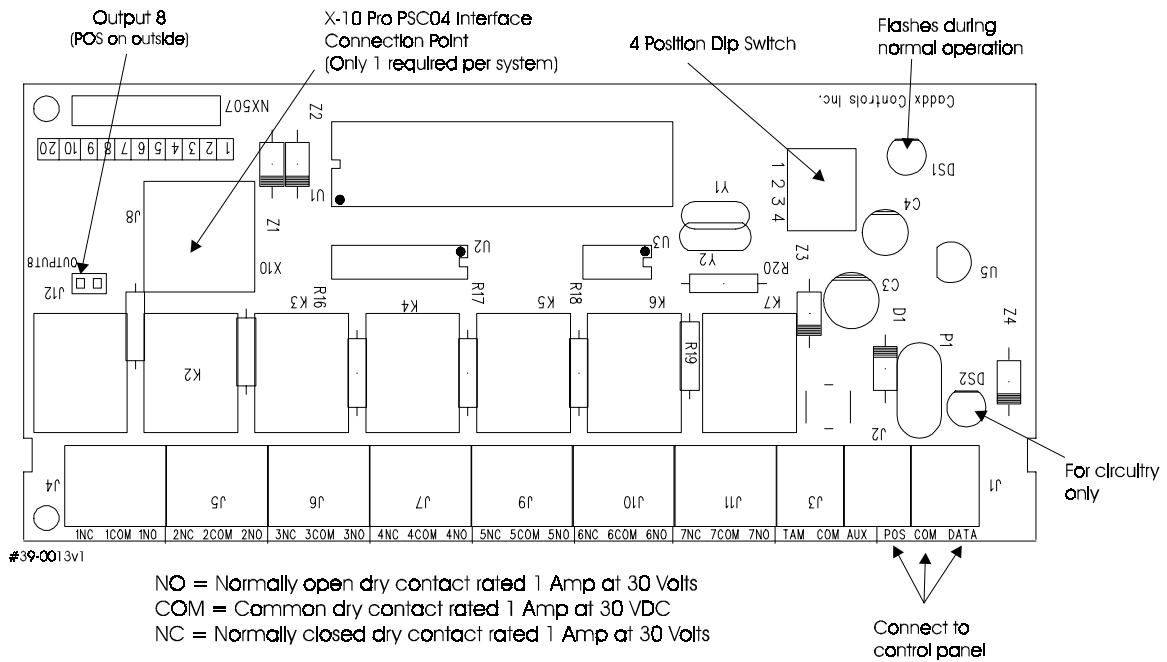 Output 8
(POS on outside)
X-10 Pro PSC04 Interface
Connection Point
(Only 1 required per system)
4 Position Dip Switch
Flashes during
normal operation
NX507
Caddx Controls Inc.
20 10 9 8 7 6 5 4 3 2 1
Z2
U1
Z1
J8
X10
OUTPUT8
J12
U2
U3
Y1
Y2
1
2
3
4
DS1
C4
U5
Z3
R20
C3
D1
Z4
P1
DS2
K2
K3
R16
K4
R17
K5
R18
K6
R19
K7
J2
For circuitry
only
J4
J5
J6
J7
J9
J10
J11
J3
J1
1NC 1COM 1NO 2NC 2COM 2NO 3NC 3COM 3NO 4NC 4COM 4NO 5NC 5COM 5NO 6NC 6COM 6NO 7NC 7COM 7NO TAM COM AUX POS COM DATA
#39-0013v1
NO = Normally open dry contact rated 1 Amp at 30 Volts
COM = Common dry contact rated 1 Amp at 30 VDC
NC = Normally closed dry contact rated 1 Amp at 30 Volts
Connect to
control panel